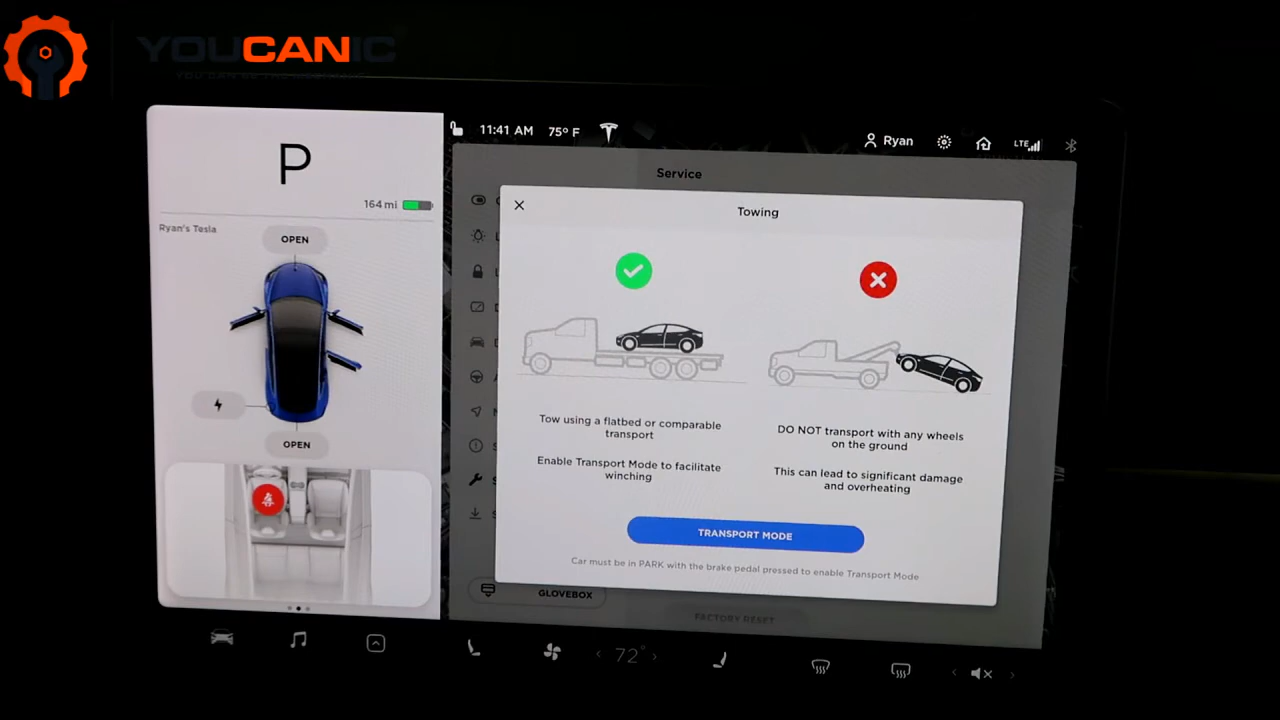 YOUCANIC
P
164 mi
Ryan's Tesla
OPEN
OPEN
11:41 AM 75° F
Ryan
LTE
Service
Towing
Tow using a flatbed or comparable
transport
Enable Transport Mode to facilitate
winching
DO NOT transport with any wheels
on the ground
This can lead to significant damage
and overheating
TRANSPORT MODE
Car must be in PARK with the brake pedal pressed to enable Transport Mode
GLOVEBOX
FACTORY RESET
72°